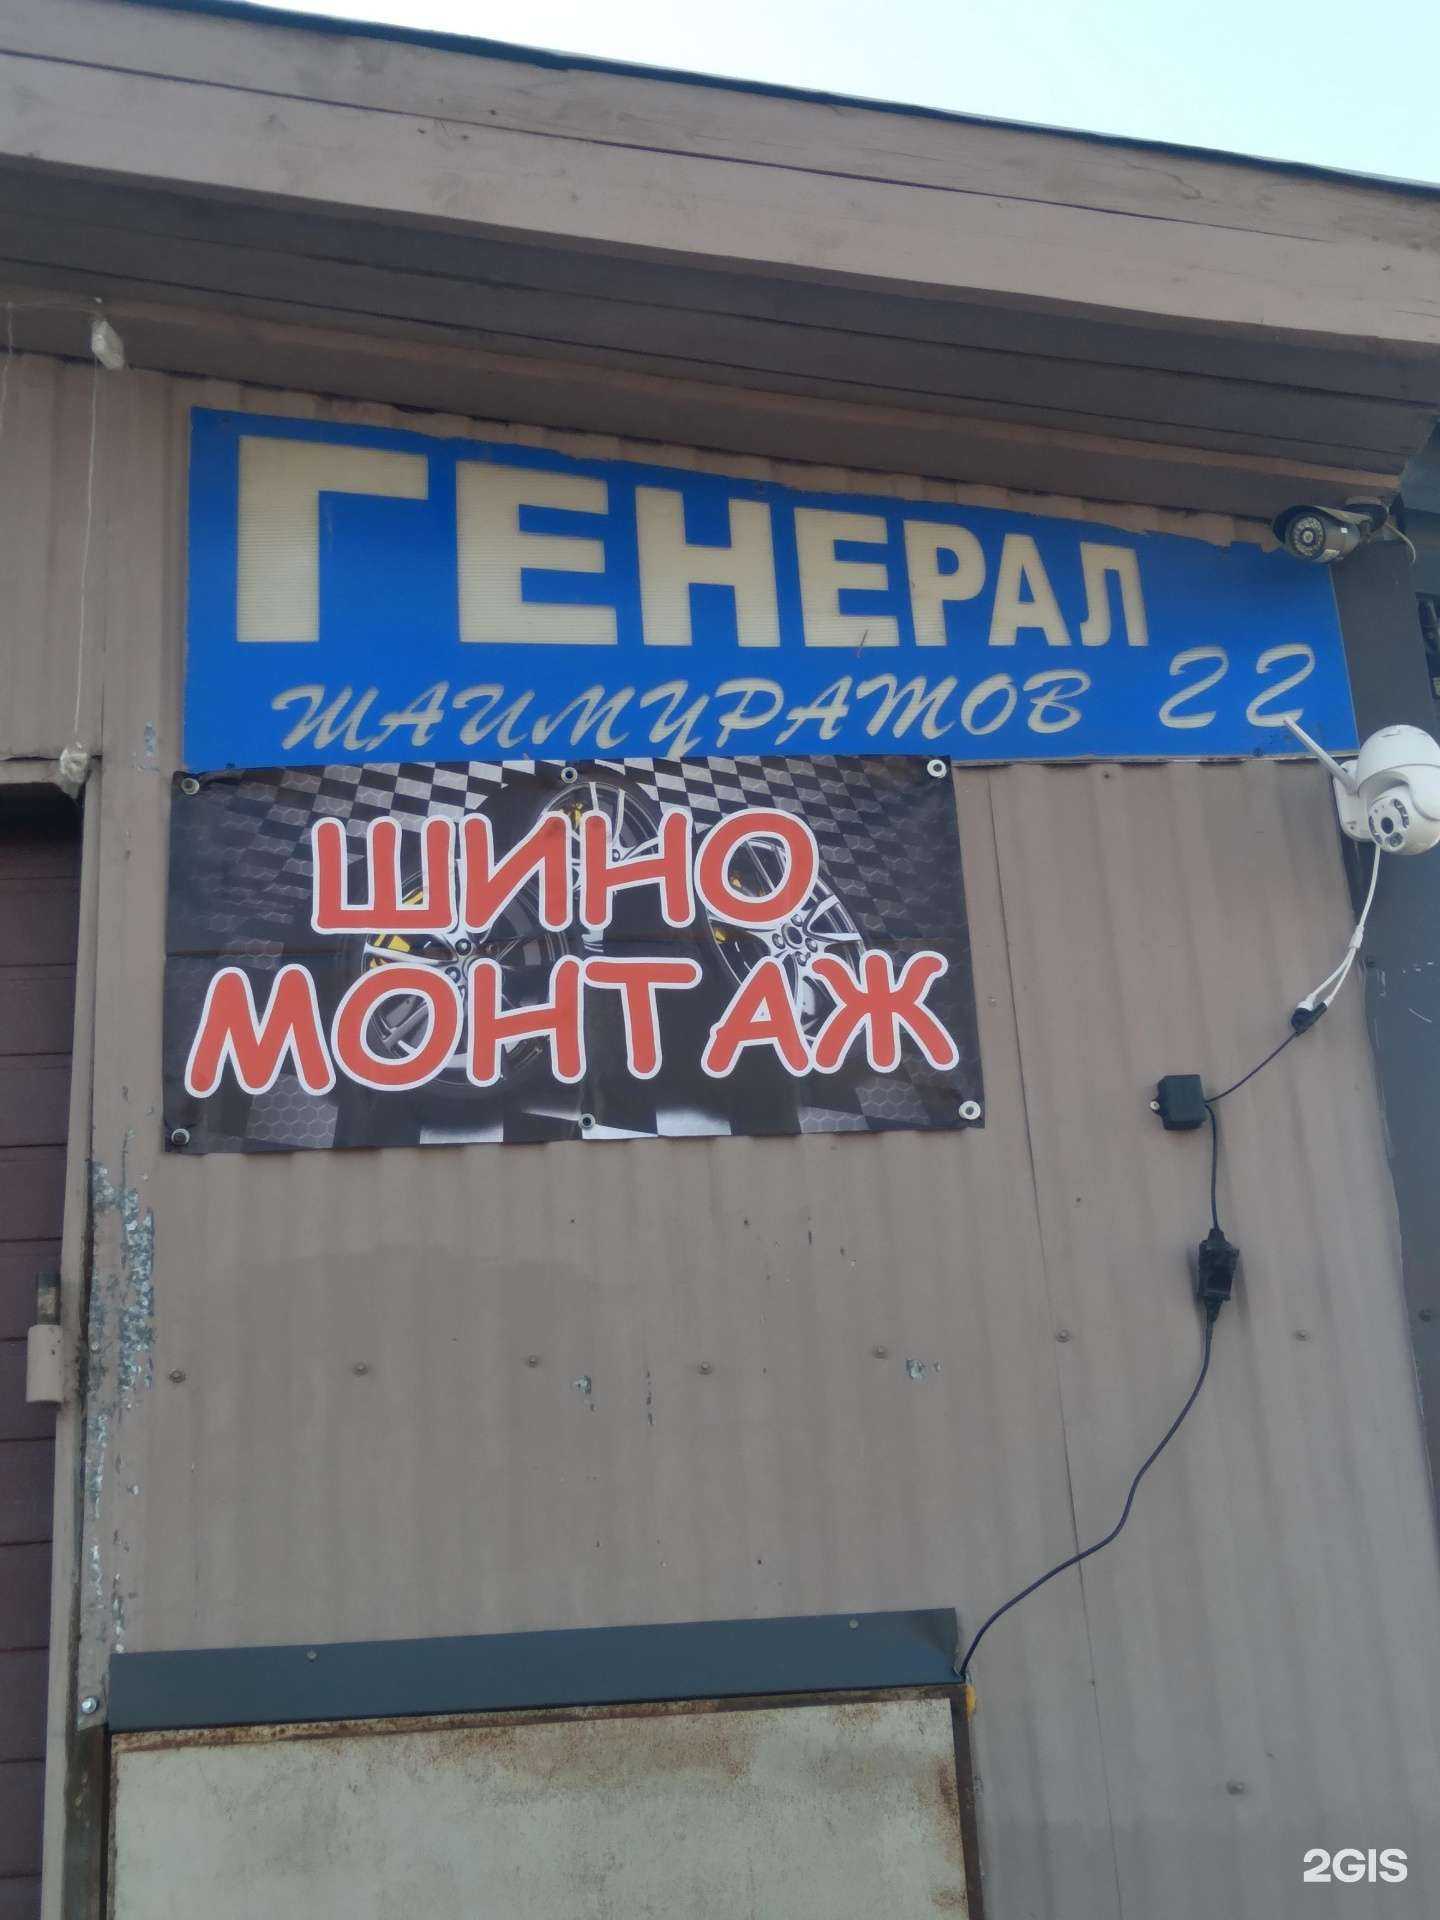 ГЕНЕРАЛ
ШАИМУРАТОВ 22
ШИНО
МОНТАЖ
2GIS